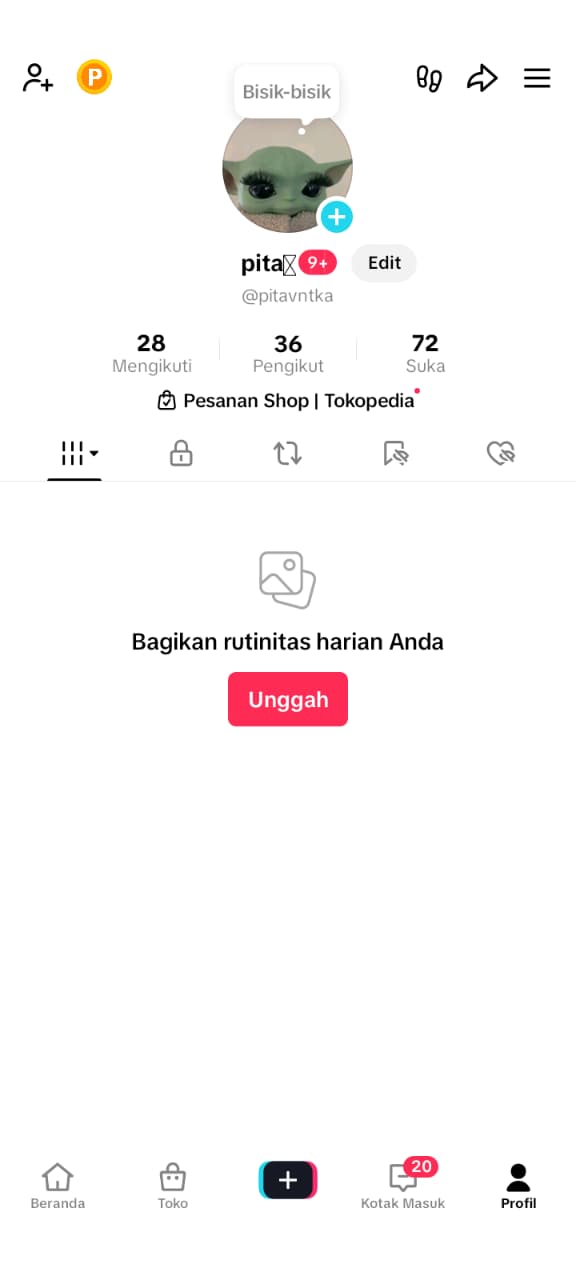 P
Bisik-bisik
pita 9+ Edit
@pitavntka
28 36 72
Mengikuti Pengikut Suka
Pesanan Shop | Tokopedia
Bagikan rutinitas harian Anda
Unggah
20
Beranda Toko Kotak Masuk Profil